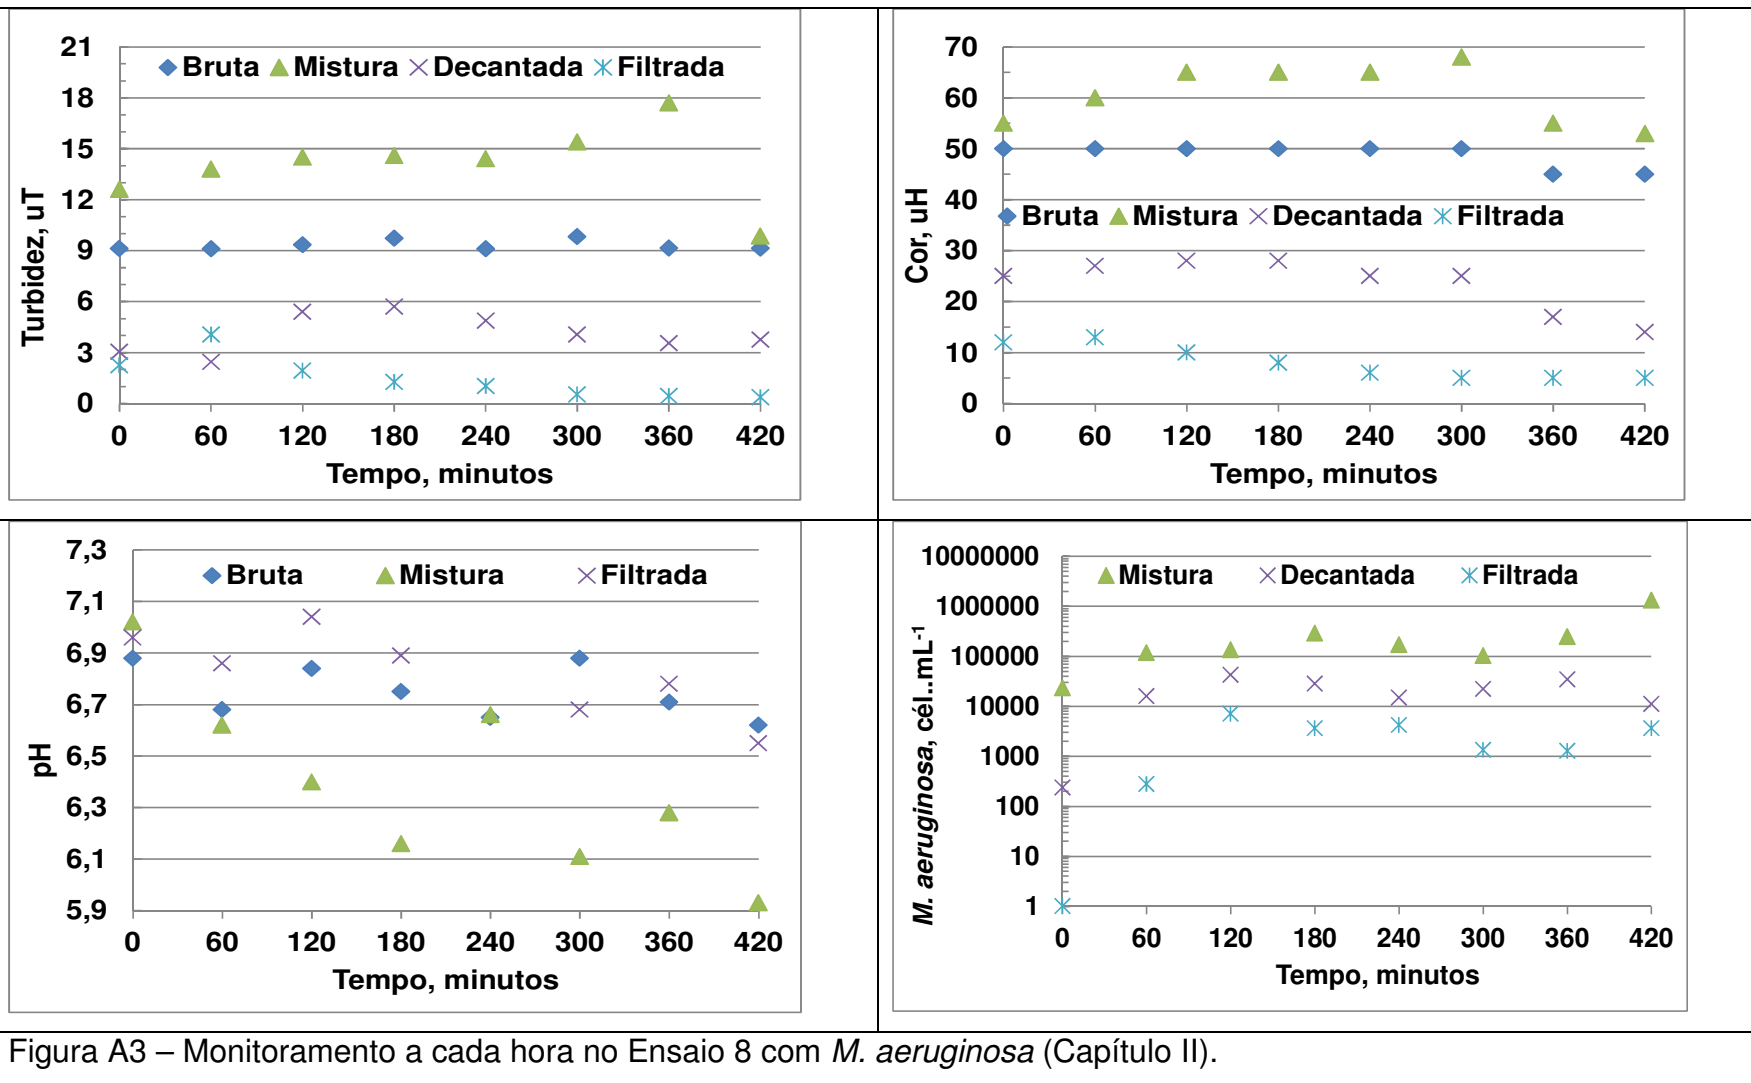 21
18
15
12
9
6
3
0
Turbidez, uT
Bruta Mistura Decantada Filtrada
0 60 120 180 240 300 360 420
Tempo, minutos
70
60
50
40
30
20
10
0
Cor, uH
Bruta Mistura Decantada Filtrada
0 60 120 180 240 300 360 420
Tempo, minutos
7,3
7,1
6,9
6,7
6,5
6,3
6,1
5,9
pH
Bruta Mistura Filtrada
0 60 120 180 240 300 360 420
Tempo, minutos
10000000
1000000
100000
10000
1000
100
10
1
M. aeruginosa, cél..mL-1
Mistura Decantada Filtrada
0 60 120 180 240 300 360 420
Tempo, minutos
Figura A3 – Monitoramento a cada hora no Ensaio 8 com M. aeruginosa (Capítulo II).